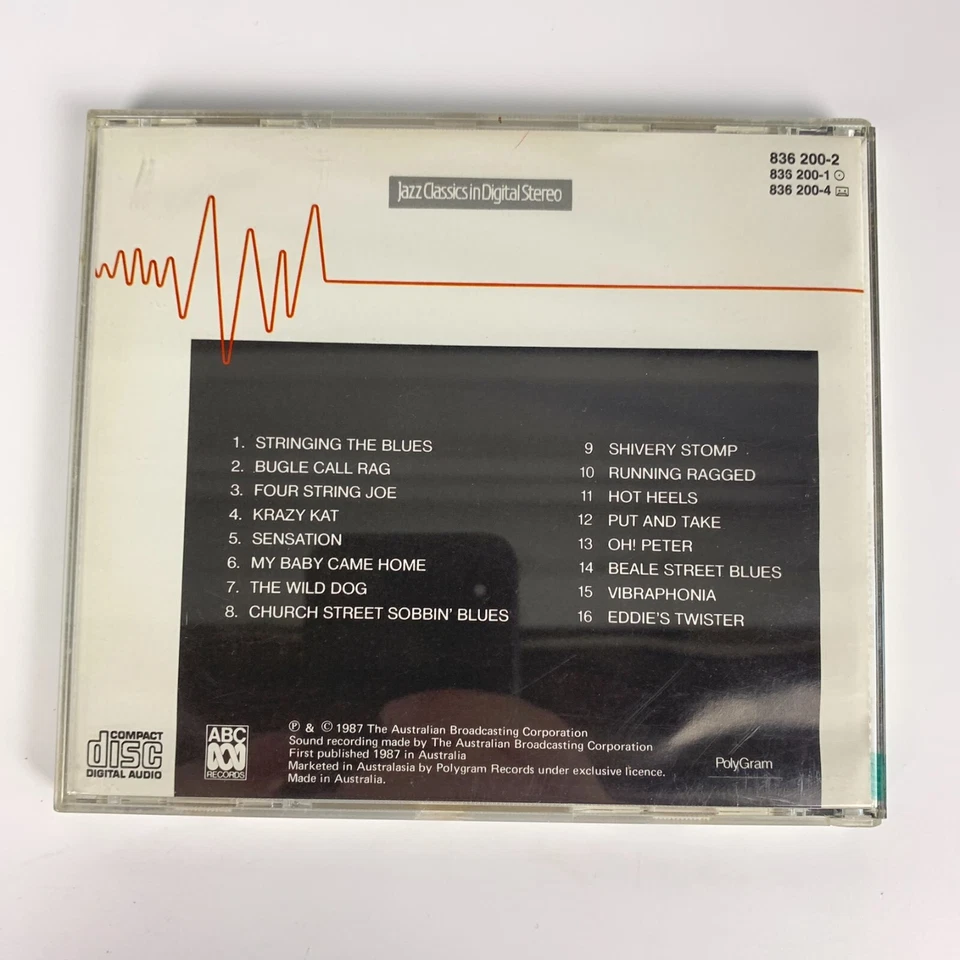 836 200-2
836 200-1
836 200-4
Jazz Classics in Digital Stereo
1. STRINGING THE BLUES
2. BUGLE CALL RAG
3. FOUR STRING JOE
4. KRAZY KAT
5. SENSATION
6. MY BABY CAME HOME
7. THE WILD DOG
8. CHURCH STREET SOBBIN' BLUES
9 SHIVERY STOMP
10 RUNNING RAGGED
11 HOT HEELS
12 PUT AND TAKE
13 OH! PETER
14 BEALE STREET BLUES
15 VIBRAPHONIA
16 EDDIE'S TWISTER
COMPACT
disc
DIGITAL AUDIO
ABC
RECORDS
℗ & © 1987 The Australian Broadcasting Corporation
Sound recording made by The Australian Broadcasting Corporation
First published 1987 in Australia
Marketed in Australasia by Polygram Records under exclusive licence.
Made in Australia.
PolyGram